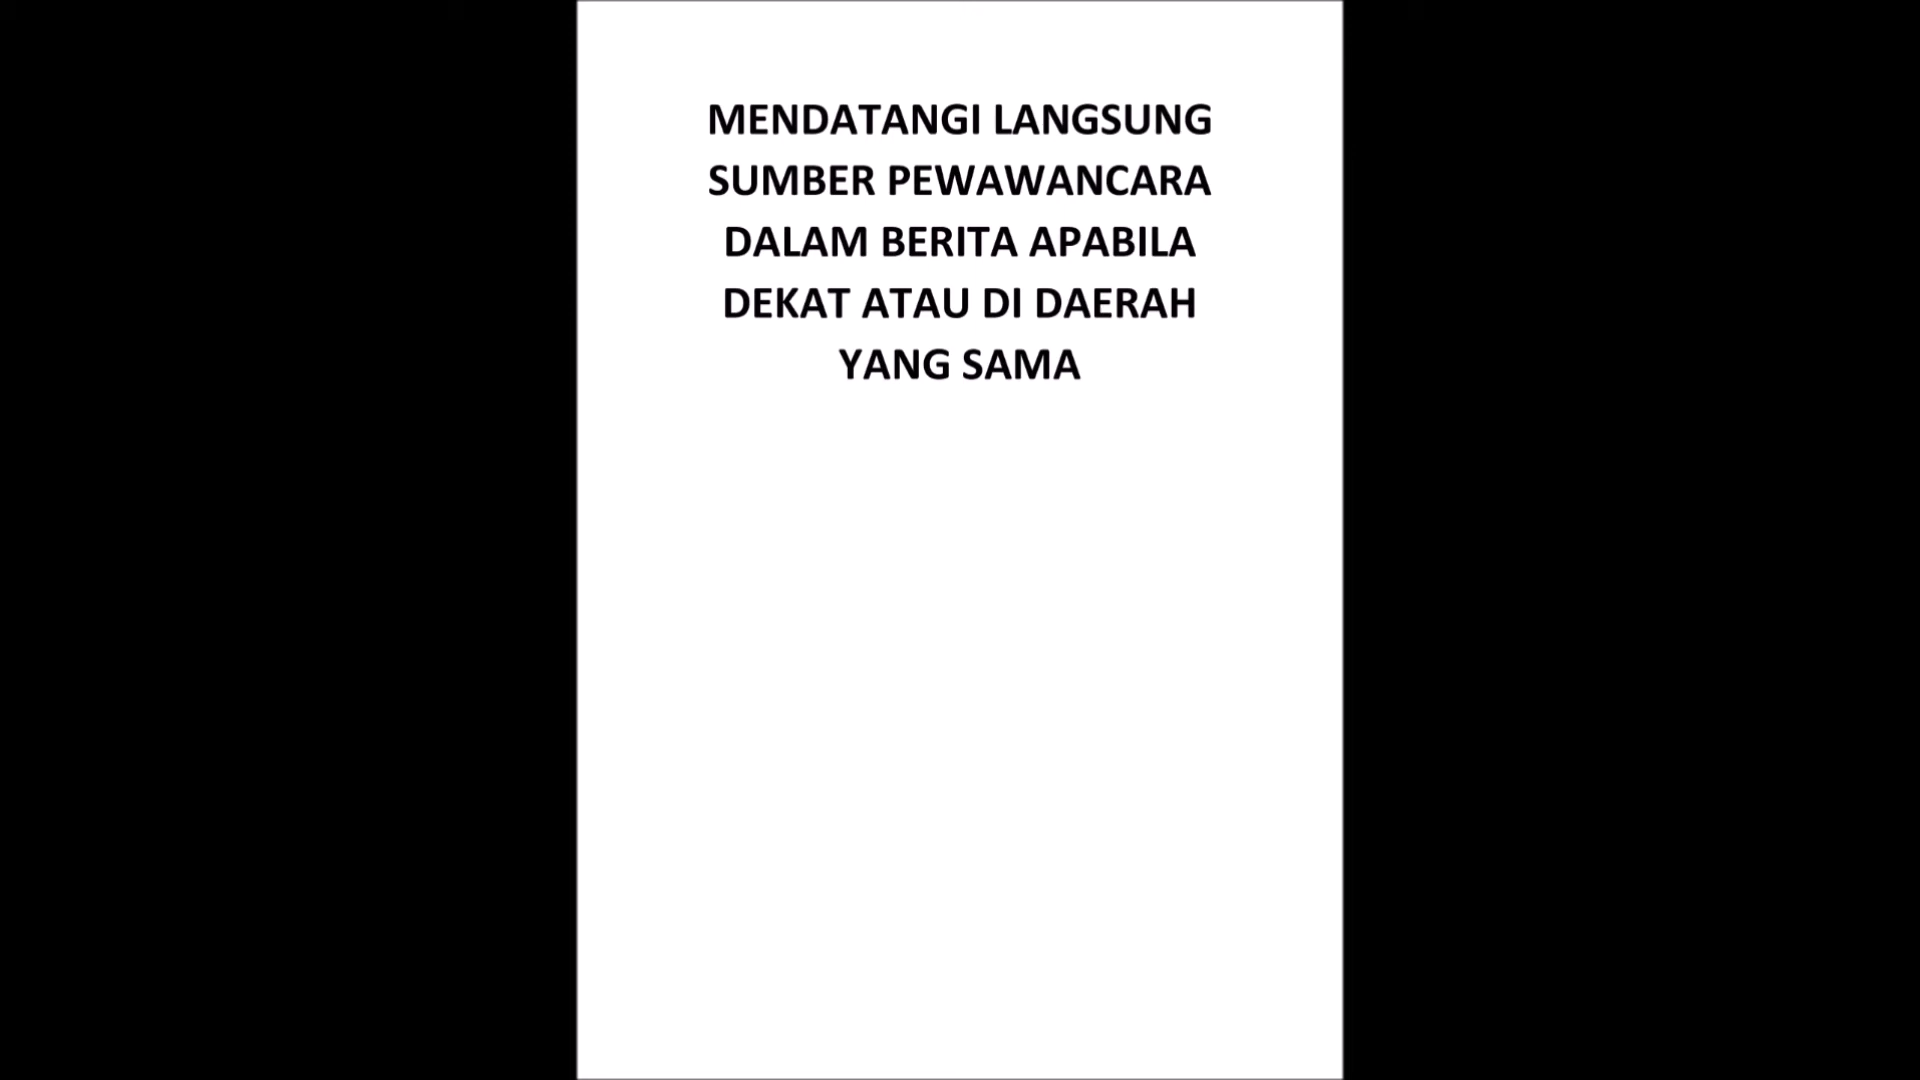 MENDATANGI LANGSUNG
SUMBER PEWAWANCARA
DALAM BERITA APABILA
DEKAT ATAU DI DAERAH
YANG SAMA